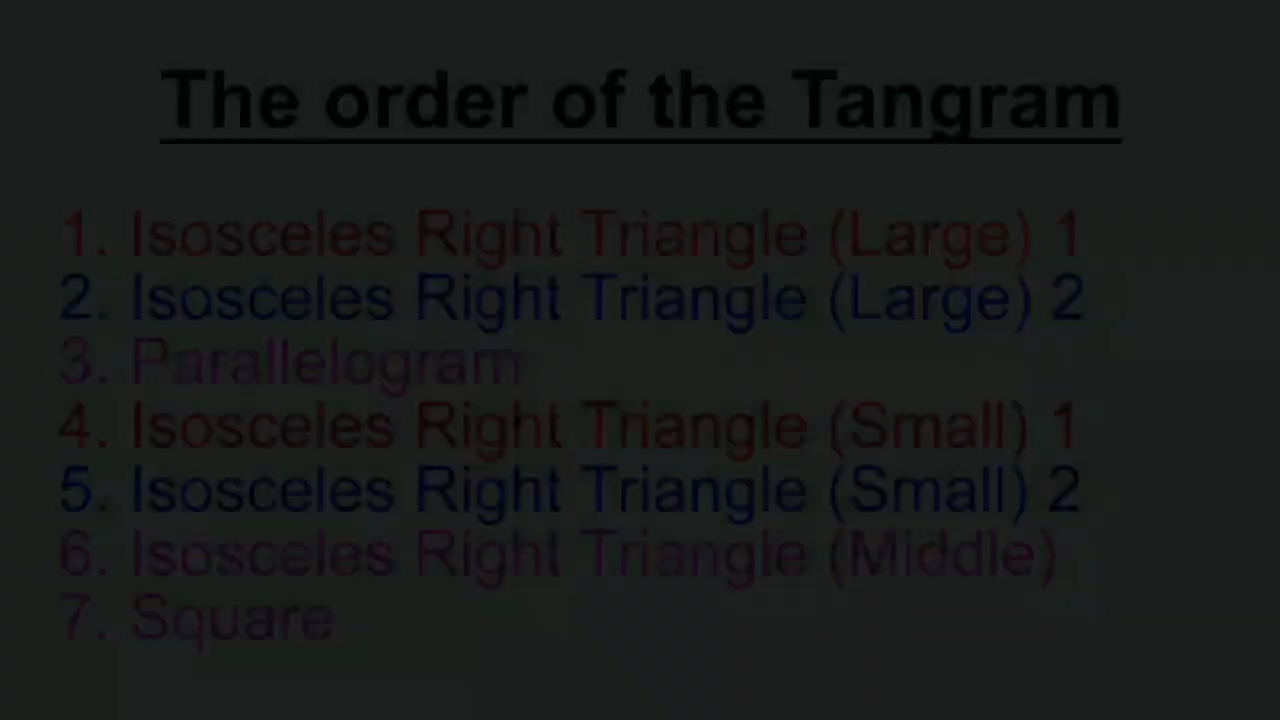 The order of the Tangram
1. Isosceles Right Triangle (Large) 1
2. Isosceles Right Triangle (Large) 2
3. Parallelogram
4. Isosceles Right Triangle (Small) 1
5. Isosceles Right Triangle (Small) 2
6. Isosceles Right Triangle (Middle)
7. Square